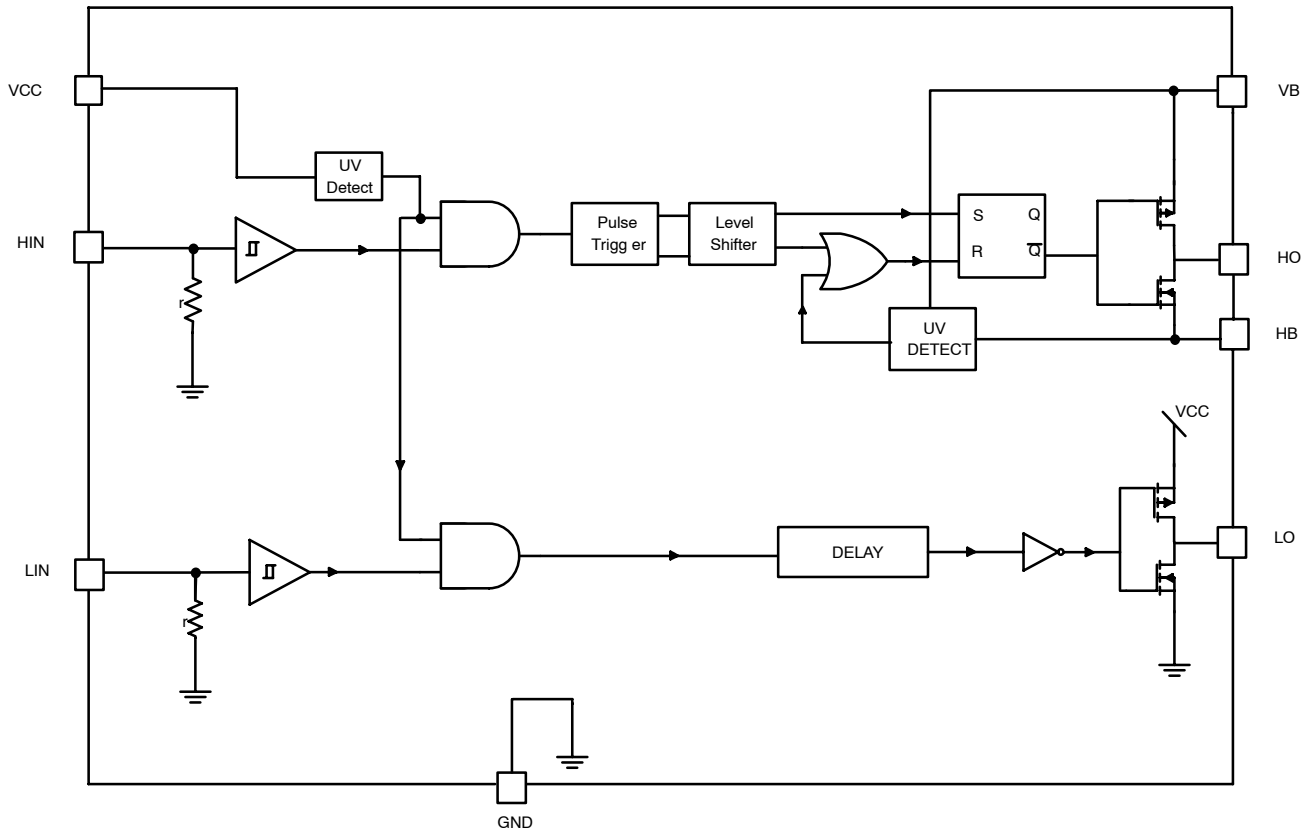 VCC
VB
UV
Detect
HIN
Pulse
Trigg er
Level
Shifter
S
Q
R
Q
HO
r
UV
DETECT
HB
VCC
LIN
DELAY
LO
r
GND